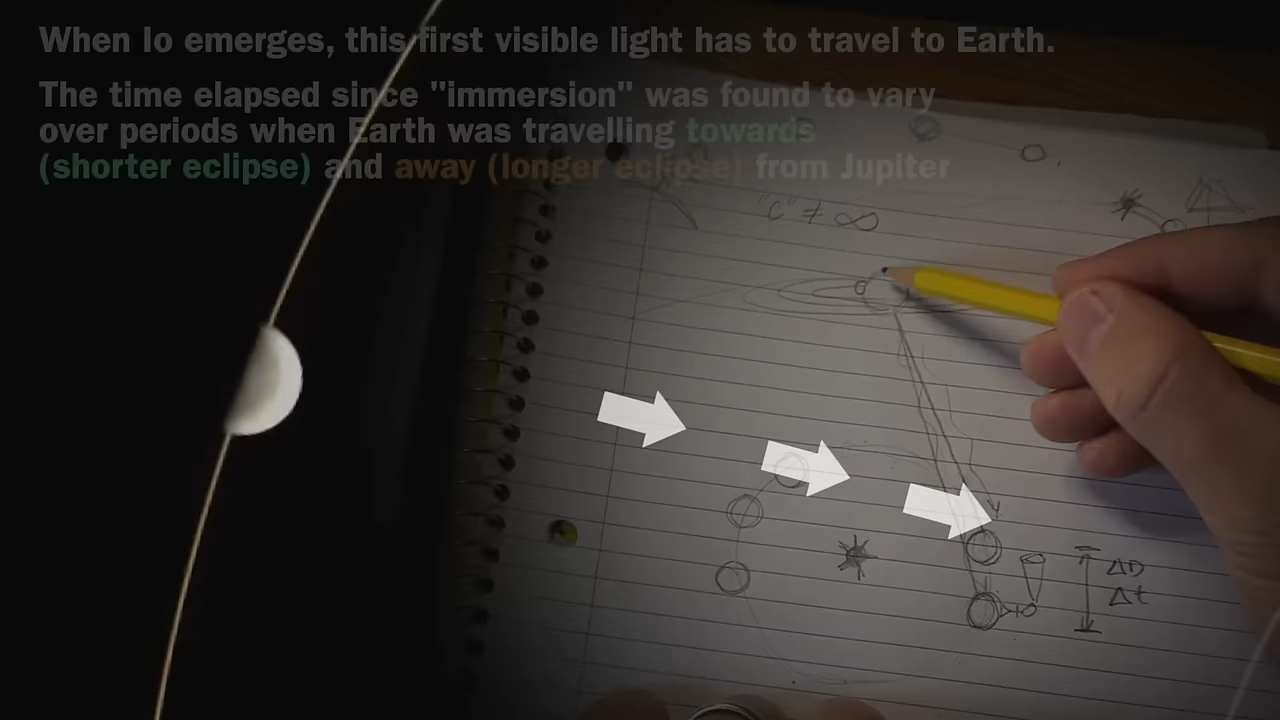 When Io emerges, this first visible light has to travel to Earth.
The time elapsed since "immersion" was found to vary
over periods when Earth was travelling towards
(shorter eclipse) and away (longer eclipse) from Jupiter
"C" ≠ ∞
ΔD
Δt